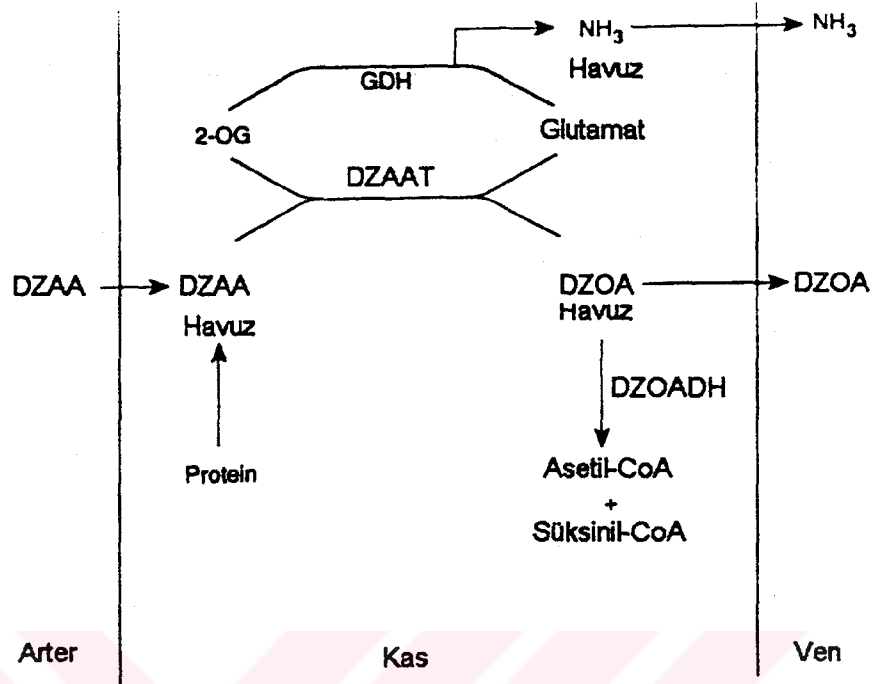 NH3
NH3
Havuz
GDH
2-OG
Glutamat
DZAAT
DZAA
DZAA
Havuz
DZOA
Havuz
DZOA
DZOADH
Protein
Asetil-CoA
+
Süksinil-CoA
Arter
Kas
Ven